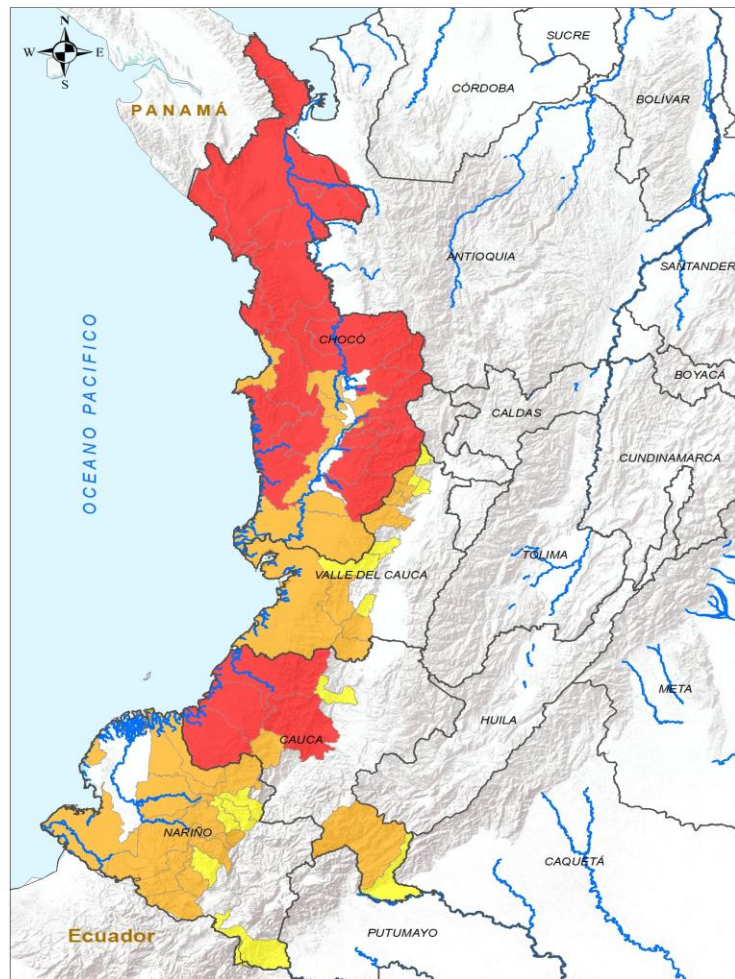 N
W E
S
SUCRE
CÓRDOBA
BOLÍVAR
PANAMÁ
ANTIOQUIA
SANTANDER
OCEANO PACIFICO
CHOCÓ
BOYACÁ
CALDAS
CUNDINAMARCA
TOLIMA
VALLE DEL CAUCA
META
HUILA
CAUCA
NARIÑO
CAQUETÁ
Ecuador
PUTUMAYO